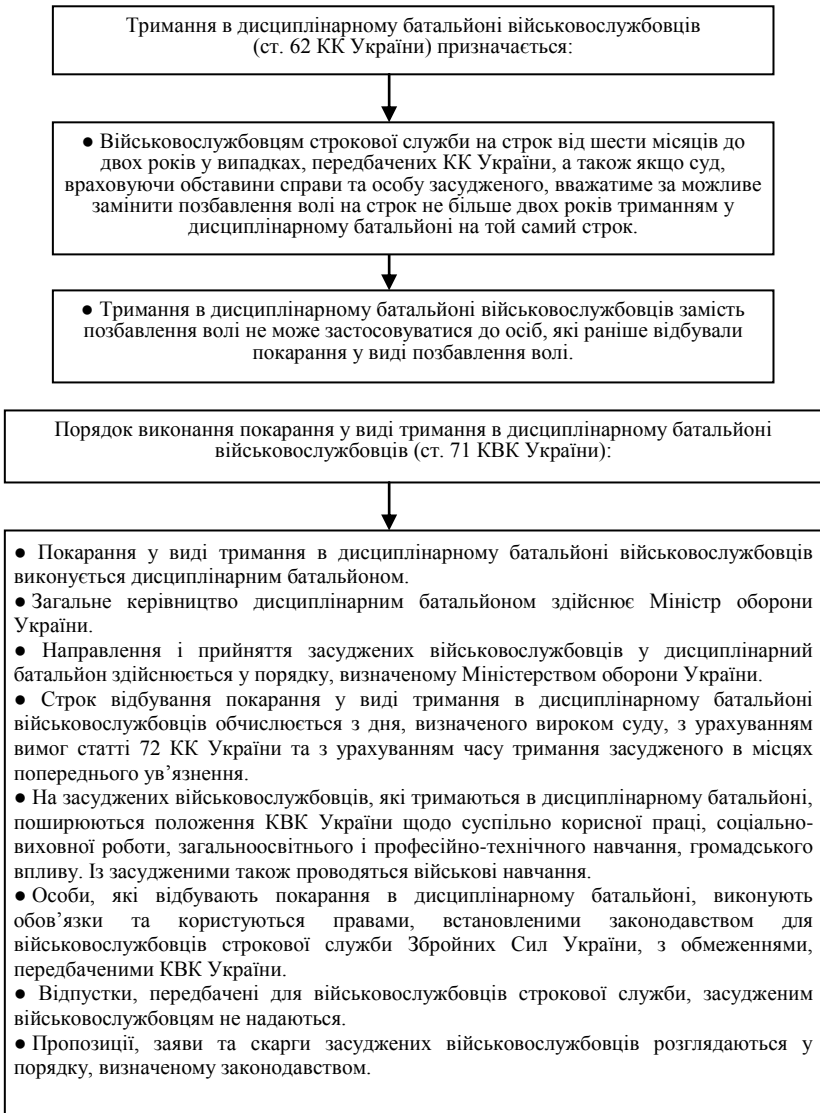 Тримання в дисциплінарному батальйоні військовослужбовців
(ст. 62 КК України) призначається:
● Військовослужбовцям строкової служби на строк від шести місяців до
двох років у випадках, передбачених КК України, а також якщо суд,
враховуючи обставини справи та особу засудженого, вважатиме за можливе
замінити позбавлення волі на строк не більше двох років триманням у
дисциплінарному батальйоні на той самий строк.
● Тримання в дисциплінарному батальйоні військовослужбовців замість
позбавлення волі не може застосовуватися до осіб, які раніше відбували
покарання у виді позбавлення волі.
Порядок виконання покарання у виді тримання в дисциплінарному батальйоні
військовослужбовців (ст. 71 КВК України):
● Покарання у виді тримання в дисциплінарному батальйоні військовослужбовців
виконується дисциплінарним батальйоном.
● Загальне керівництво дисциплінарним батальйоном здійснює Міністр оборони
України.
● Направлення і прийняття засуджених військовослужбовців у дисциплінарний
батальйон здійснюється у порядку, визначеному Міністерством оборони України.
● Строк відбування покарання у виді тримання в дисциплінарному батальйоні
військовослужбовців обчислюється з дня, визначеного вироком суду, з урахуванням
вимог статті 72 КК України та з урахуванням часу тримання засудженого в місцях
попереднього ув’язнення.
● На засуджених військовослужбовців, які тримаються в дисциплінарному батальйоні,
поширюються положення КВК України щодо суспільно корисної праці, соціально-
виховної роботи, загальноосвітнього і професійно-технічного навчання, громадського
впливу. Із засудженими також проводяться військові навчання.
● Особи, які відбувають покарання в дисциплінарному батальйоні, виконують
обов’язки та користуються правами, встановленими законодавством для
військовослужбовців строкової служби Збройних Сил України, з обмеженнями,
передбаченими КВК України.
● Відпустки, передбачені для військовослужбовців строкової служби, засудженим
військовослужбовцям не надаються.
● Пропозиції, заяви та скарги засуджених військовослужбовців розглядаються у
порядку, визначеному законодавством.